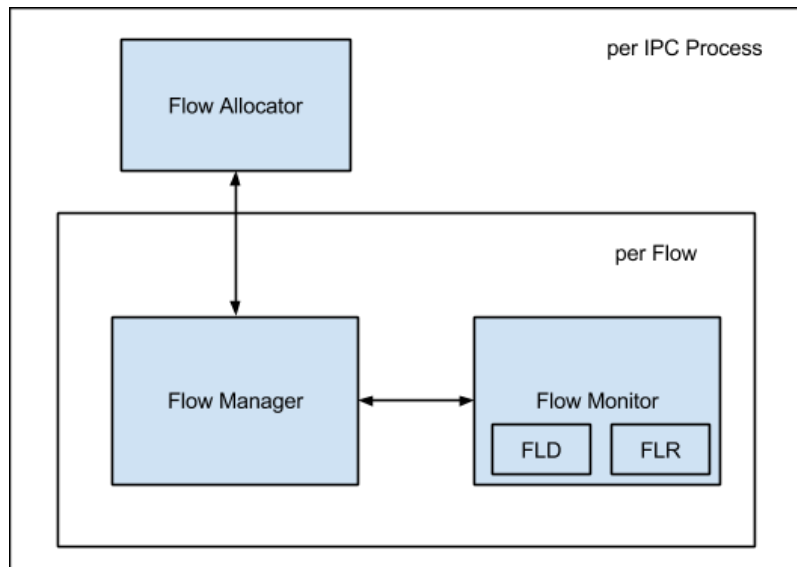 per IPC Process
Flow Allocator
per Flow
Flow Manager
Flow Monitor
FLD
FLR